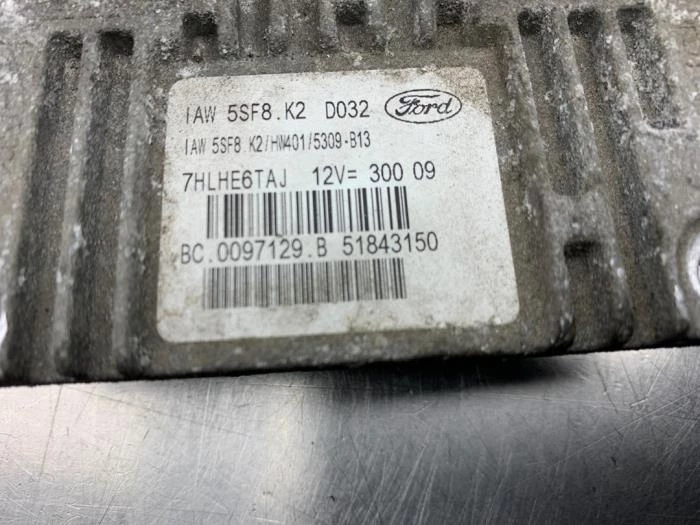 IAW 5SF8.K2 D032 Ford
IAW 5SF8 K2/HW401/5309-B13
7HLHE6TAJ 12V= 300 09
BC.0097129.B 51843150